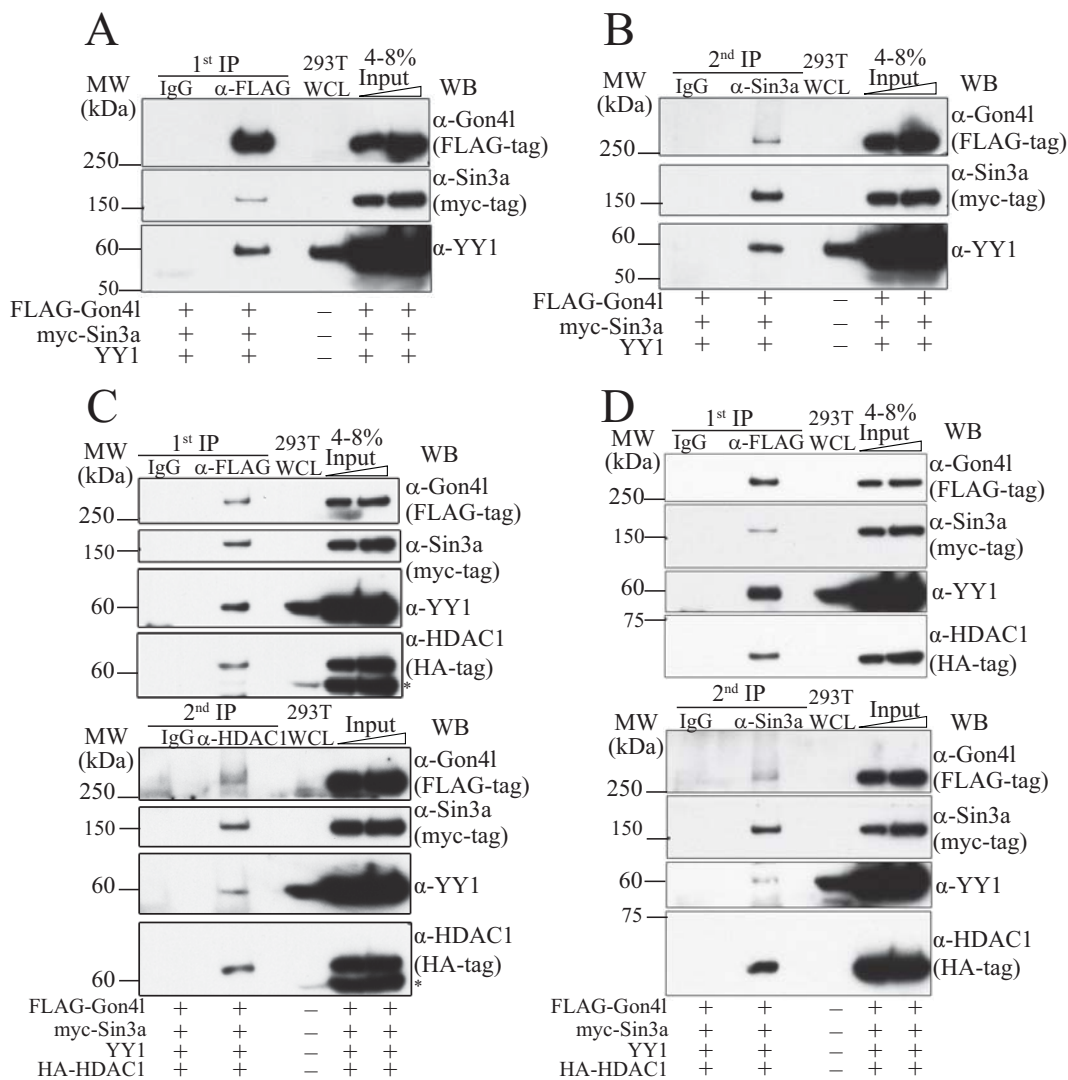 A
1st IP
293T
4-8%
MW
(kDa)
IgG
α-FLAG
WCL
Input
WB
α-Gon4l
(FLAG-tag)
250
α-Sin3a
(myc-tag)
150
60
α-YY1
50
FLAG-Gon4l + + – + +
myc-Sin3a + + – + +
YY1 + + – + +
B
2nd IP
293T
4-8%
MW
(kDa)
IgG
α-Sin3a
WCL
Input
WB
α-Gon4l
(FLAG-tag)
250
α-Sin3a
(myc-tag)
150
60
α-YY1
50
FLAG-Gon4l + + – + +
myc-Sin3a + + – + +
YY1 + + – + +
C
1st IP
293T
4-8%
MW
(kDa)
IgG
α-FLAG
WCL
Input
WB
α-Gon4l
(FLAG-tag)
250
α-Sin3a
(myc-tag)
150
60
α-YY1
α-HDAC1
(HA-tag)
60
*
2nd IP
293T
MW
(kDa)
IgG
α-HDAC1
WCL
Input
WB
α-Gon4l
(FLAG-tag)
250
α-Sin3a
(myc-tag)
150
60
α-YY1
α-HDAC1
(HA-tag)
60
*
FLAG-Gon4l + + – + +
myc-Sin3a + + – + +
YY1 + + – + +
HA-HDAC1 + + – + +
D
1st IP
293T
4-8%
MW
(kDa)
IgG
α-FLAG
WCL
Input
WB
α-Gon4l
(FLAG-tag)
250
α-Sin3a
(myc-tag)
150
60
α-YY1
75
α-HDAC1
(HA-tag)
2nd IP
293T
MW
(kDa)
IgG
α-Sin3a
WCL
Input
WB
α-Gon4l
(FLAG-tag)
250
α-Sin3a
(myc-tag)
150
60
α-YY1
75
α-HDAC1
(HA-tag)
FLAG-Gon4l + + – + +
myc-Sin3a + + – + +
YY1 + + – + +
HA-HDAC1 + + – + +